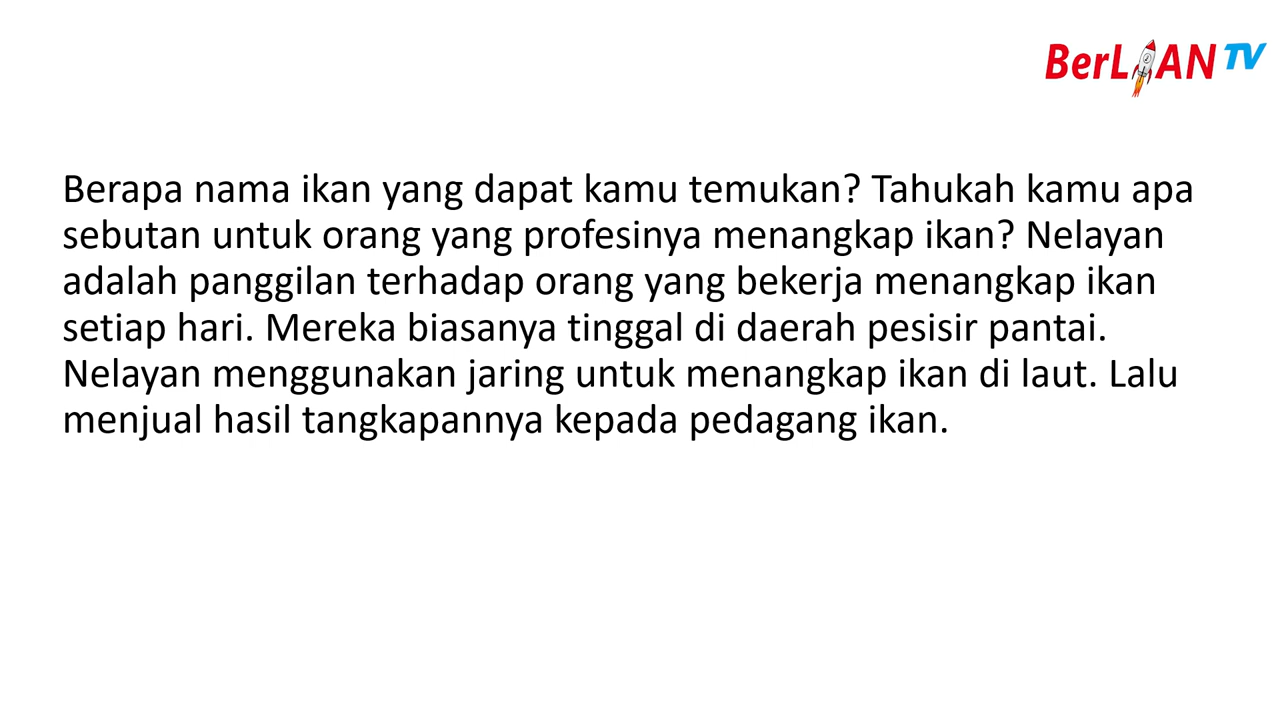 BerLIAN TV
Berapa nama ikan yang dapat kamu temukan? Tahukah kamu apa
sebutan untuk orang yang profesinya menangkap ikan? Nelayan
adalah panggilan terhadap orang yang bekerja menangkap ikan
setiap hari. Mereka biasanya tinggal di daerah pesisir pantai.
Nelayan menggunakan jaring untuk menangkap ikan di laut. Lalu
menjual hasil tangkapannya kepada pedagang ikan.